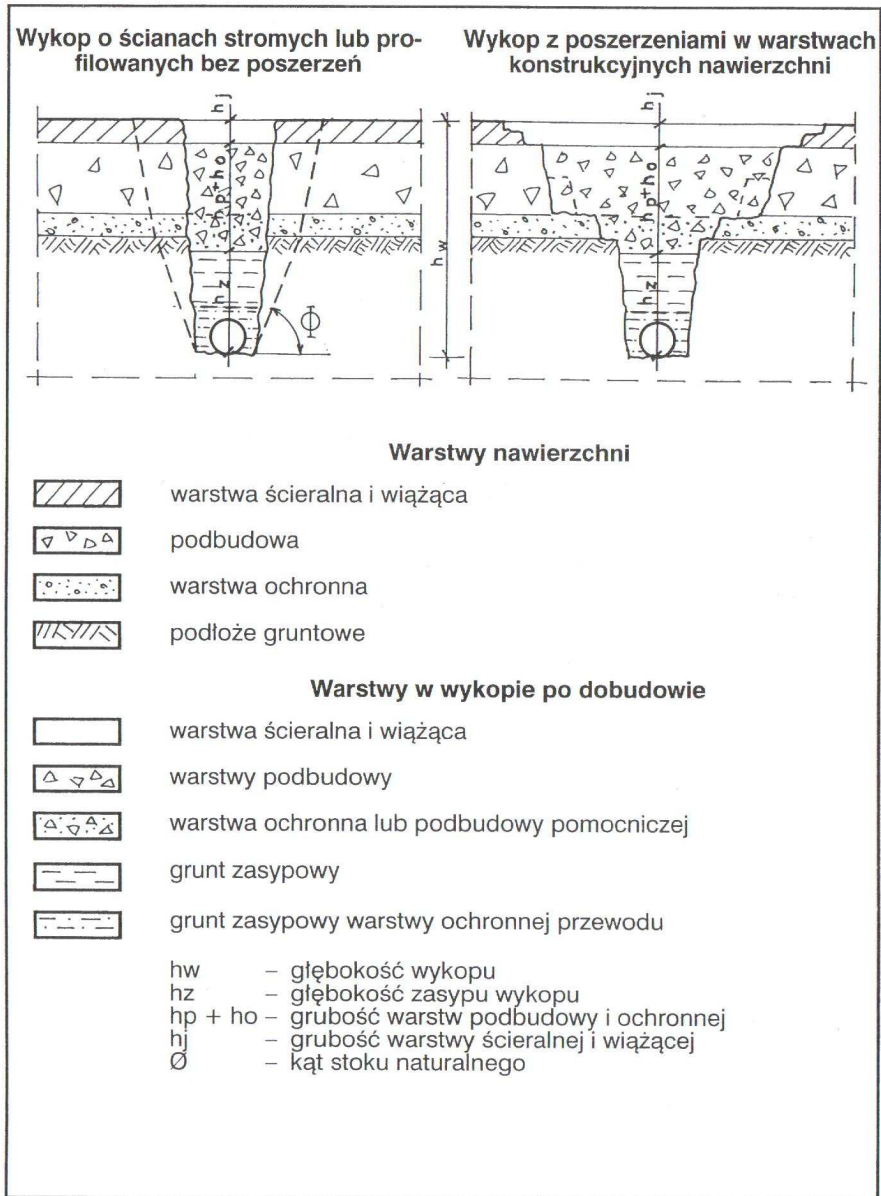 Wykop o ścianach stromych lub pro-
filowanych bez poszerzeń
Wykop z poszerzeniami w warstwach
konstrukcyjnych nawierzchni
hj
hp+ho
hz
Φ
hw
hj
hp+ho
hz
Warstwy nawierzchni
warstwa ścieralna i wiążąca
podbudowa
warstwa ochronna
podłoże gruntowe
Warstwy w wykopie po dobudowie
warstwa ścieralna i wiążąca
warstwy podbudowy
warstwa ochronna lub podbudowy pomocniczej
grunt zasypowy
grunt zasypowy warstwy ochronnej przewodu
hw – głębokość wykopu
hz – głębokość zasypu wykopu
hp + ho – grubość warstw podbudowy i ochronnej
hj – grubość warstwy ścieralnej i wiążącej
Ø – kąt stoku naturalnego